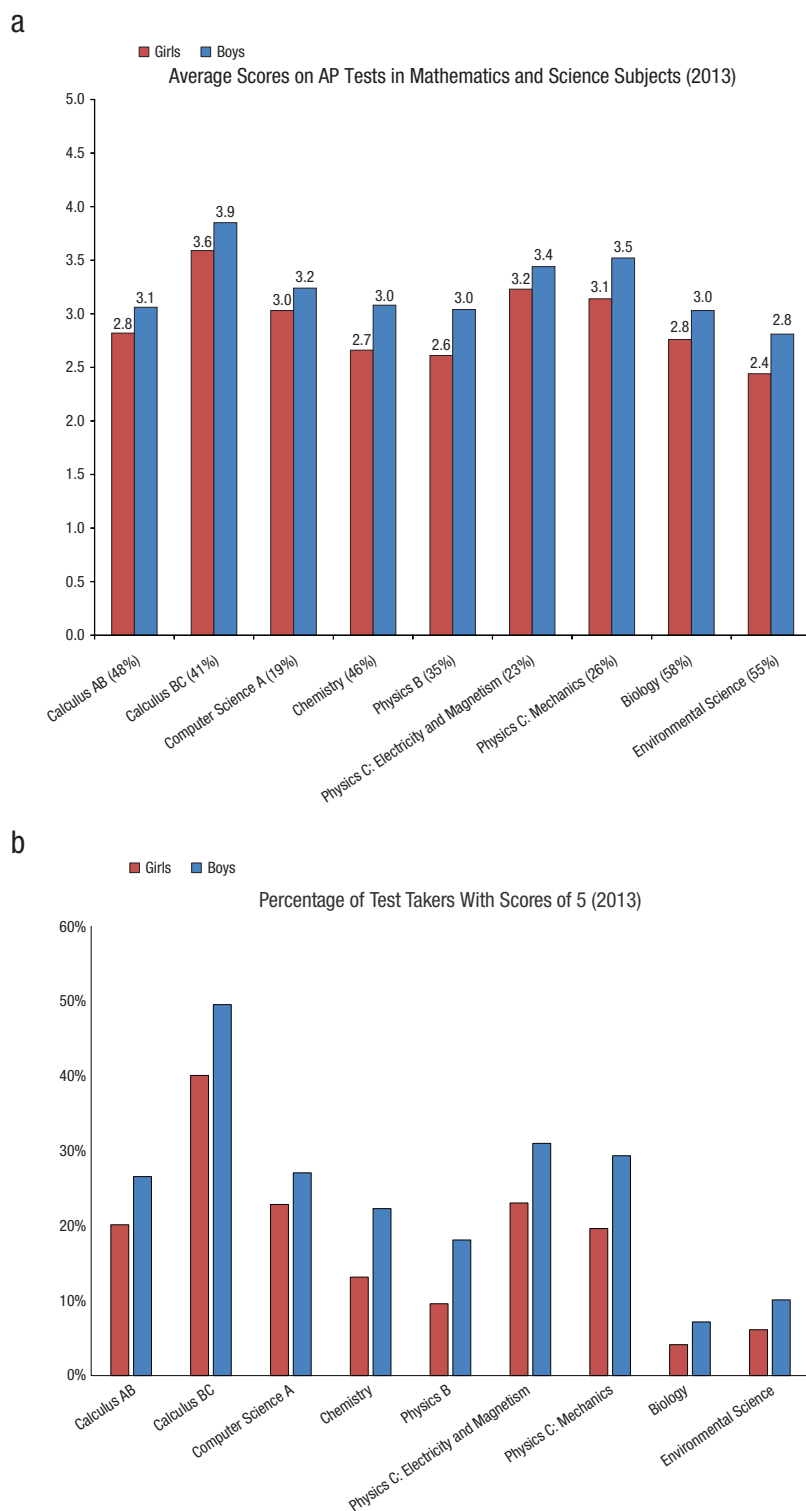 a
Girls Boys
Average Scores on AP Tests in Mathematics and Science Subjects (2013)
5.0
4.5
4.0
3.5
3.0
2.5
2.0
1.5
1.0
0.5
0.0
2.8 3.1 3.6 3.9 3.0 3.2 2.7 3.0 2.6 3.0 3.2 3.4 3.1 3.5 2.8 3.0 2.4 2.8
Calculus AB (48%)
Calculus BC (41%)
Computer Science A (19%)
Chemistry (46%)
Physics B (35%)
Physics C: Electricity and Magnetism (23%)
Physics C: Mechanics (26%)
Biology (58%)
Environmental Science (55%)
b
Girls Boys
Percentage of Test Takers With Scores of 5 (2013)
60%
50%
40%
30%
20%
10%
0%
Calculus AB
Calculus BC
Computer Science A
Chemistry
Physics B
Physics C: Electricity and Magnetism
Physics C: Mechanics
Biology
Environmental Science